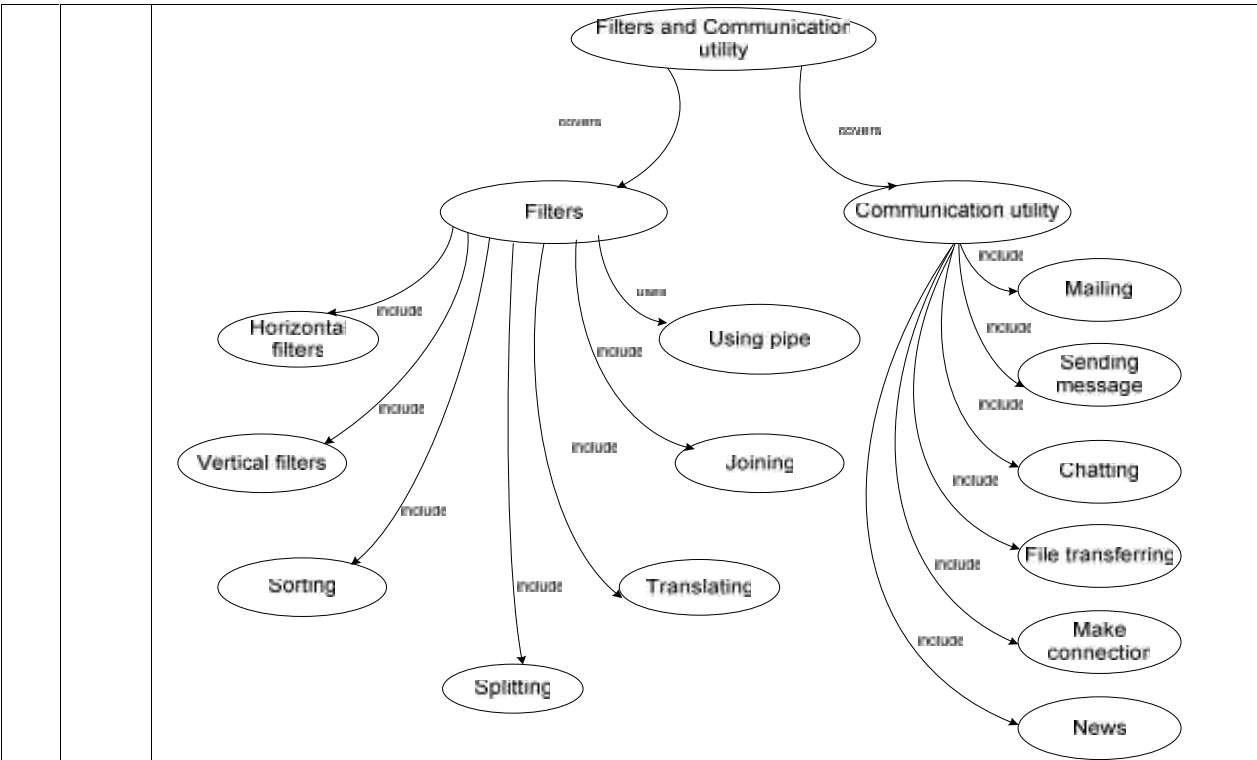 Filters and Communication
utility
covers
covers
Filters
Communication utility
include
Mailing
uses
include
Horizontal
filters
include
Using pipe
include
Sending
message
include
include
Vertical filters
include
Joining
Chatting
include
include
Sorting
include
Translating
include
File transferring
Make
connection
include
Splitting
News